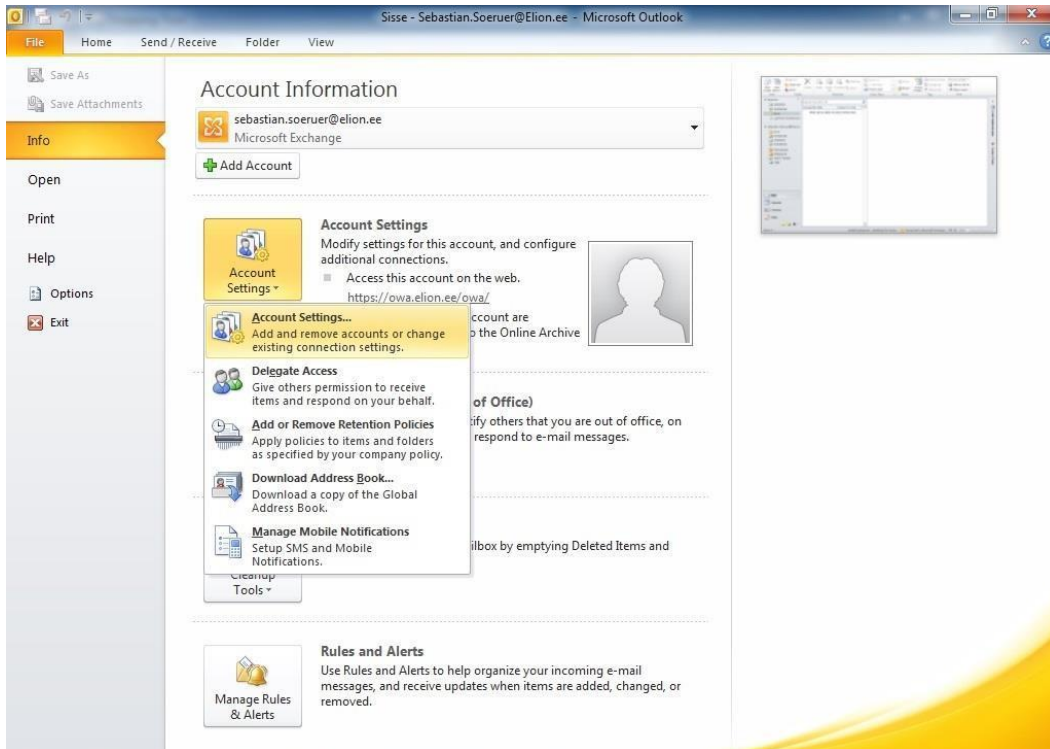 Sisse - Sebastian.Soeruer@Elion.ee - Microsoft Outlook
File Home Send / Receive Folder View
Save As
Save Attachments
Info
Open
Print
Help
Options
Exit
Account Information
sebastian.soeruer@elion.ee
Microsoft Exchange
Add Account
Account
Settings
Account Settings
Modify settings for this account, and configure
additional connections.
Access this account on the web.
https://owa.elion.ee/owa/
ccount are
the Online Archive
Account Settings...
Add and remove accounts or change
existing connection settings.
Delegate Access
Give others permission to receive
items and respond on your behalf.
Add or Remove Retention Policies
Apply policies to items and folders
as specified by your company policy.
Download Address Book...
Download a copy of the Global
Address Book.
Manage Mobile Notifications
Setup SMS and Mobile
Notifications.
of Office)
ify others that you are out of office, on
respond to e-mail messages.
ilbox by emptying Deleted Items and
Cleanup
Tools
Manage Rules
& Alerts
Rules and Alerts
Use Rules and Alerts to help organize your incoming e-mail
messages, and receive updates when items are added, changed, or
removed.